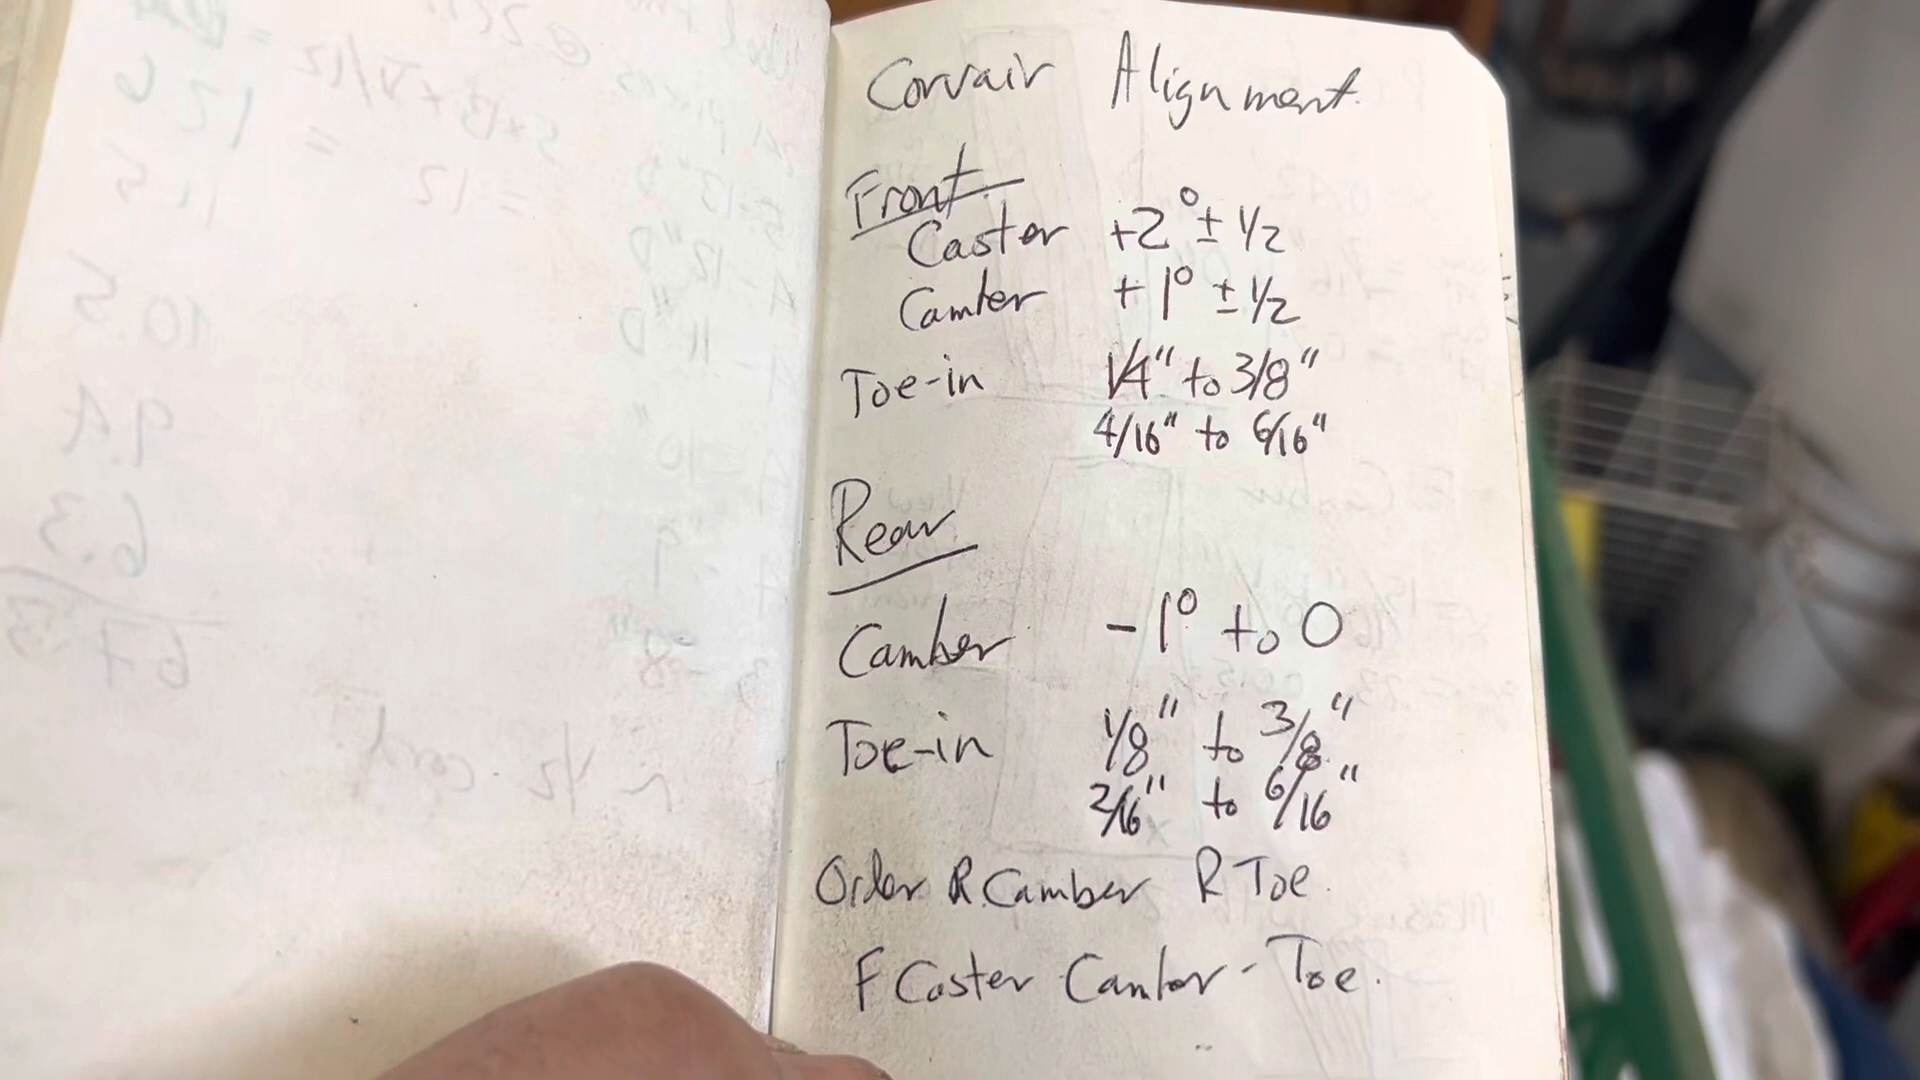 Corvair Alignment.
Front
Caster +2° ± 1/2
Camber +1° ± 1/2
Toe-in 1/4" to 3/8"
4/16" to 6/16"
Rear
Camber -1° to 0
Toe-in 1/8" to 3/8"
2/16" to 6/16"
Order R.Camber R Toe.
F Caster Camber - Toe.